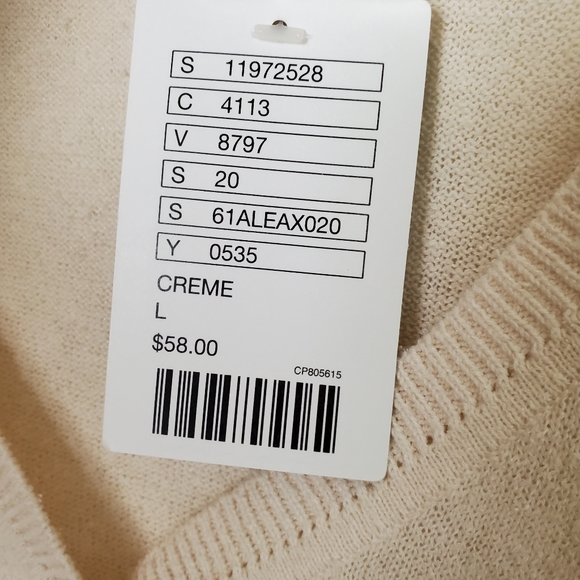 S 11972528
C 4113
V 8797
S 20
S 61ALEAX020
Y 0535
CREME
L
$58.00
CP805615